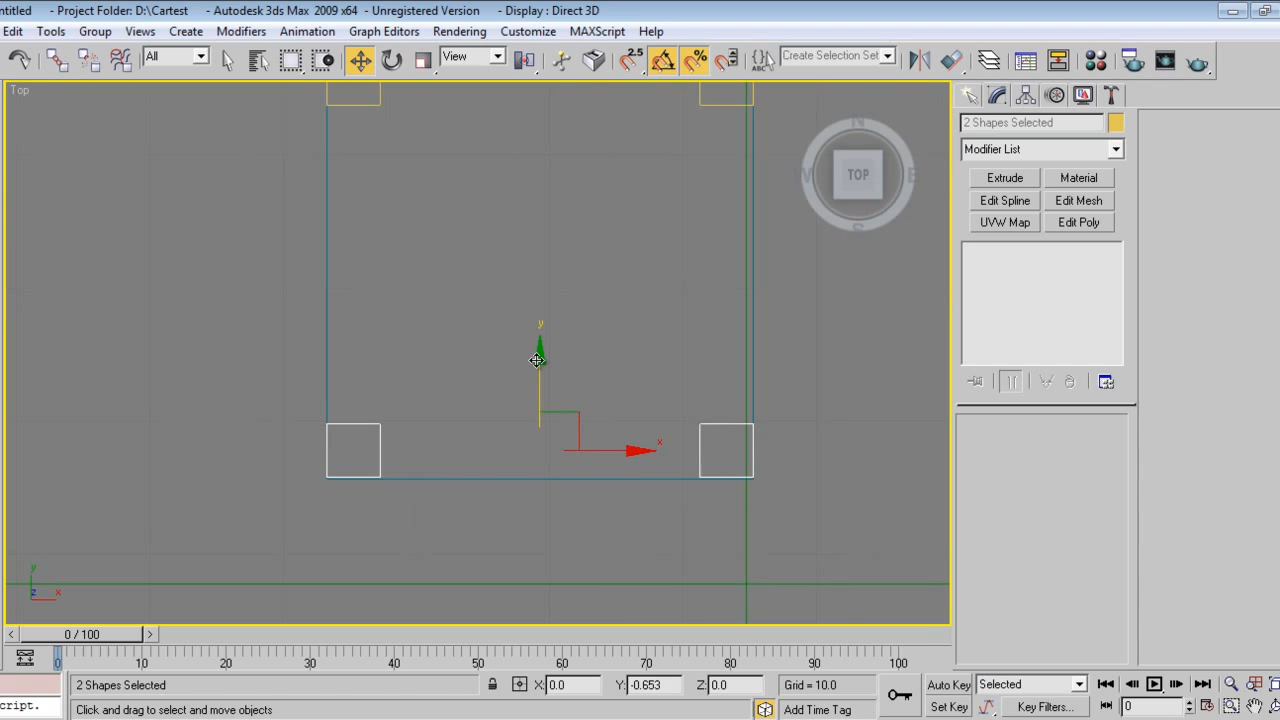 ntitled - Project Folder: D:\Cartest - Autodesk 3ds Max 2009 x64 - Unregistered Version - Display : Direct 3D
Edit Tools Group Views Create Modifiers Animation Graph Editors Rendering Customize MAXScript Help
All View 2.5 ABC Create Selection Set
Top
N
TOP
S
2 Shapes Selected
Modifier List
Extrude Material
Edit Spline Edit Mesh
UVW Map Edit Poly
y
x
y
z x
< 0 / 100 >
0 10 20 30 40 50 60 70 80 90 100
2 Shapes Selected X: 0.0 Y: -0.653 Z: 0.0 Grid = 10.0 Auto Key Selected
cript. Click and drag to select and move objects Add Time Tag Set Key Key Filters... 0